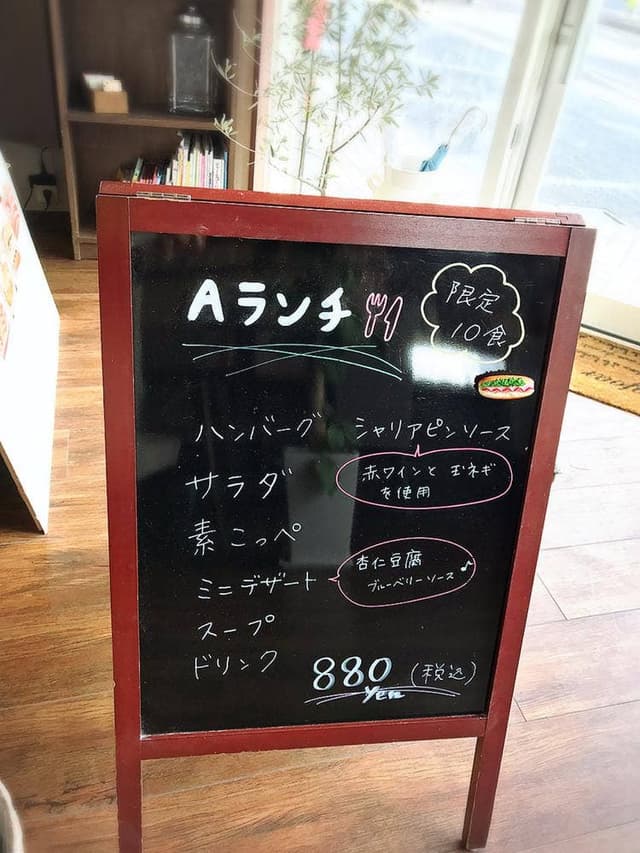 Aランチ
限定
10食
ハンバーグ シャリアピンソース
赤ワインと玉ネギ
を使用
サラダ
素こっぺ
ミニデザート
杏仁豆腐
ブルーベリーソース♪
スープ
ドリンク
880 (税込)
Yen